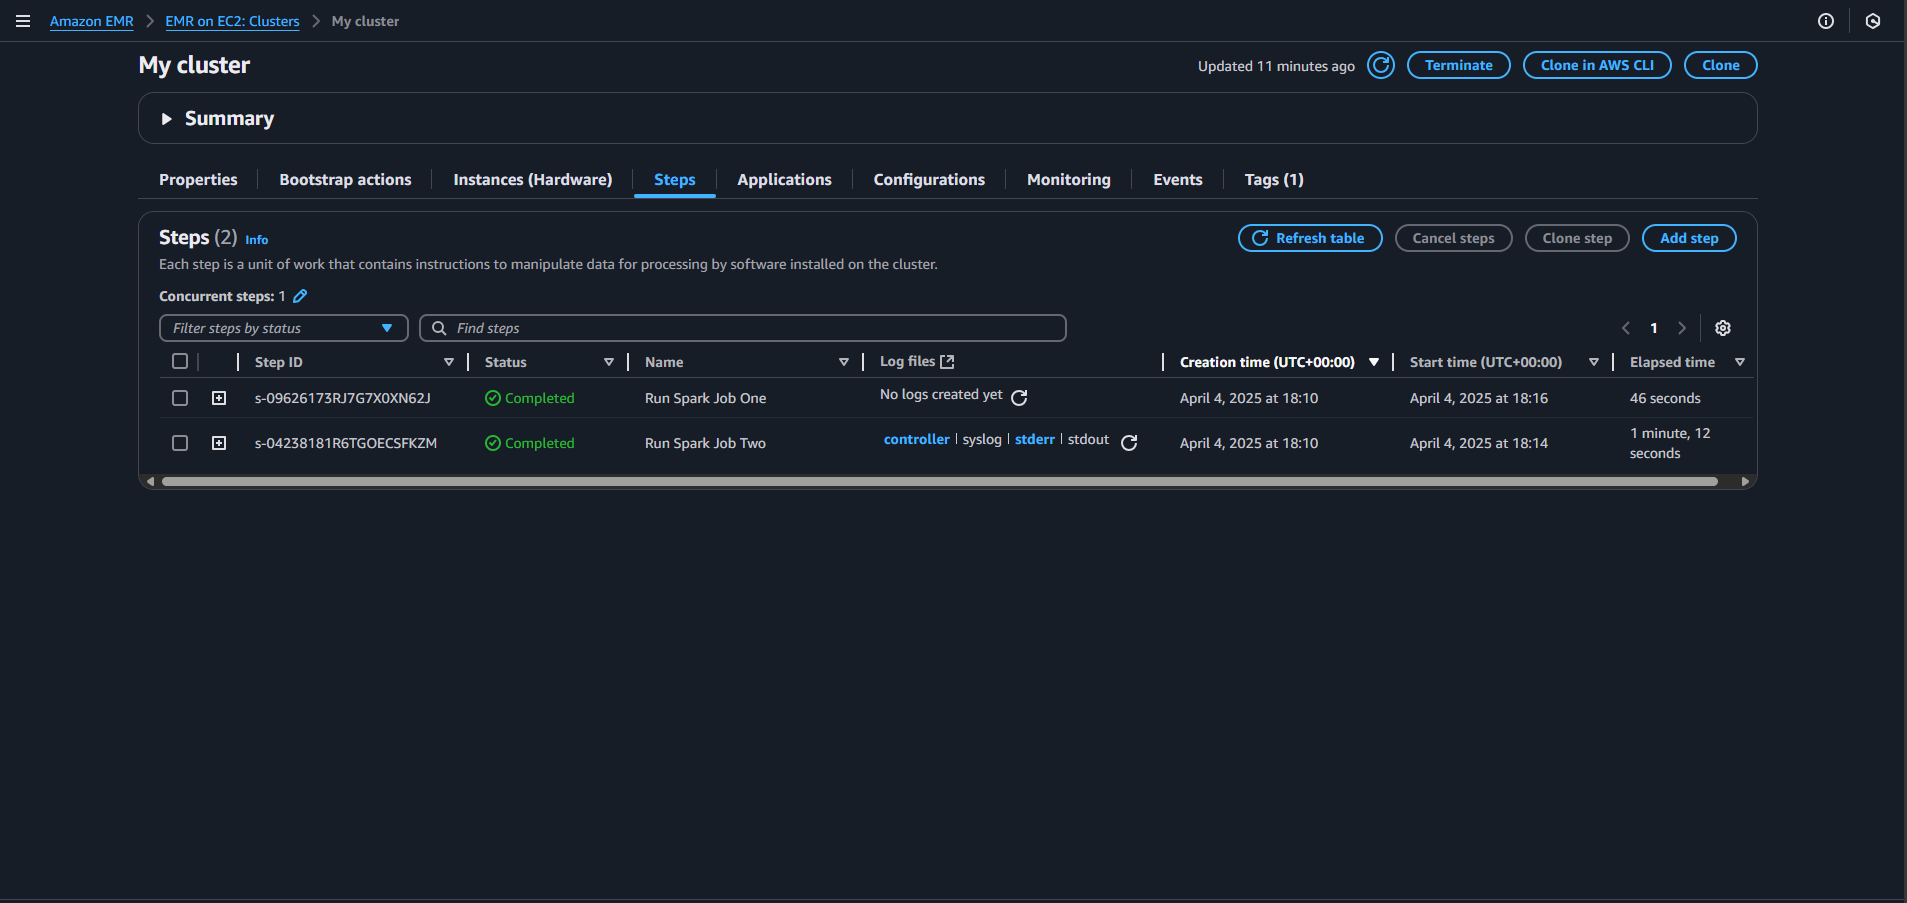 Amazon EMR > EMR on EC2: Clusters > My cluster
My cluster
Updated 11 minutes ago
Terminate
Clone in AWS CLI
Clone
Summary
Properties
Bootstrap actions
Instances (Hardware)
Steps
Applications
Configurations
Monitoring
Events
Tags (1)
Steps (2) Info
Refresh table
Cancel steps
Clone step
Add step
Each step is a unit of work that contains instructions to manipulate data for processing by software installed on the cluster.
Concurrent steps: 1
Filter steps by status
Find steps
1
Step ID Status Name Log files Creation time (UTC+00:00) Start time (UTC+00:00) Elapsed time
s-09626173RJ7G7X0XN62J Completed Run Spark Job One No logs created yet April 4, 2025 at 18:10 April 4, 2025 at 18:16 46 seconds
s-04238181R6TGOECSFKZM Completed Run Spark Job Two controller | syslog | stderr | stdout April 4, 2025 at 18:10 April 4, 2025 at 18:14 1 minute, 12
seconds